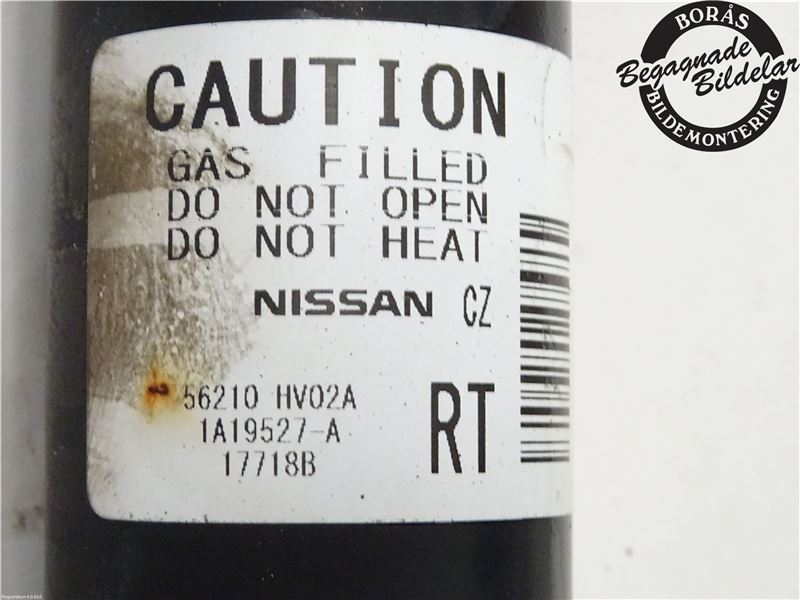 CAUTION
GAS FILLED
DO NOT OPEN
DO NOT HEAT
NISSAN CZ
56210 HV02A
1A19527-A
17718B
RT
BORÅS
Begagnade
Bildelar
BILDEMONTERING